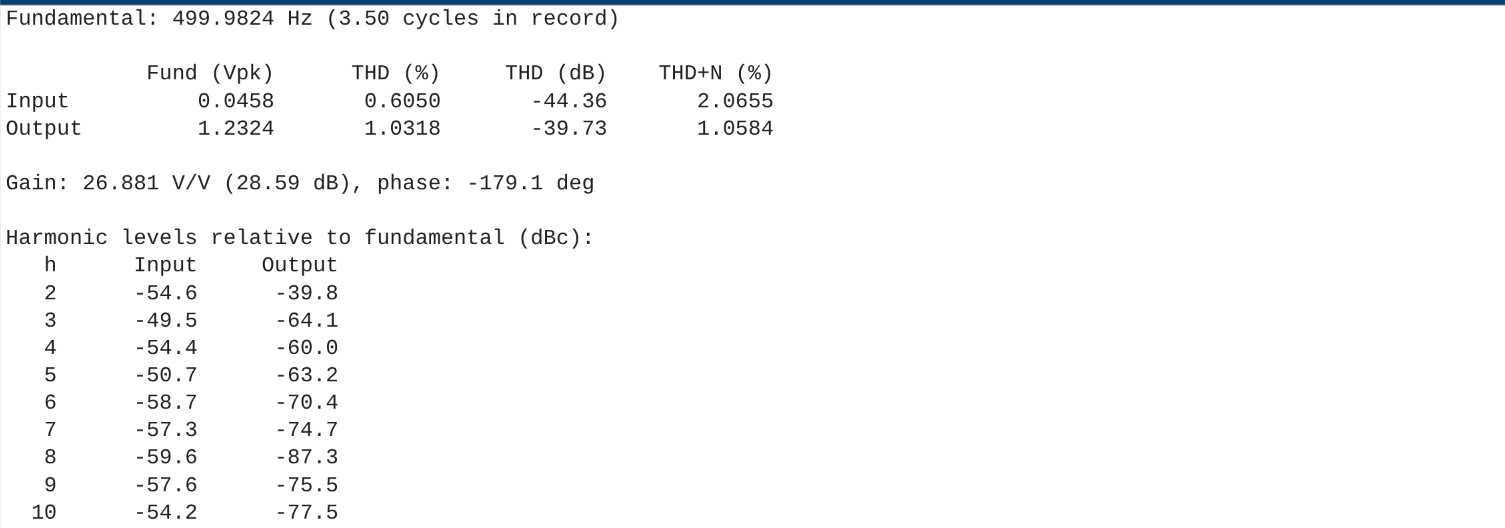 Fundamental: 499.9824 Hz (3.50 cycles in record)
Fund (Vpk) THD (%) THD (dB) THD+N (%)
Input 0.0458 0.6050 -44.36 2.0655
Output 1.2324 1.0318 -39.73 1.0584
Gain: 26.881 V/V (28.59 dB), phase: -179.1 deg
Harmonic levels relative to fundamental (dBc):
h Input Output
2 -54.6 -39.8
3 -49.5 -64.1
4 -54.4 -60.0
5 -50.7 -63.2
6 -58.7 -70.4
7 -57.3 -74.7
8 -59.6 -87.3
9 -57.6 -75.5
10 -54.2 -77.5